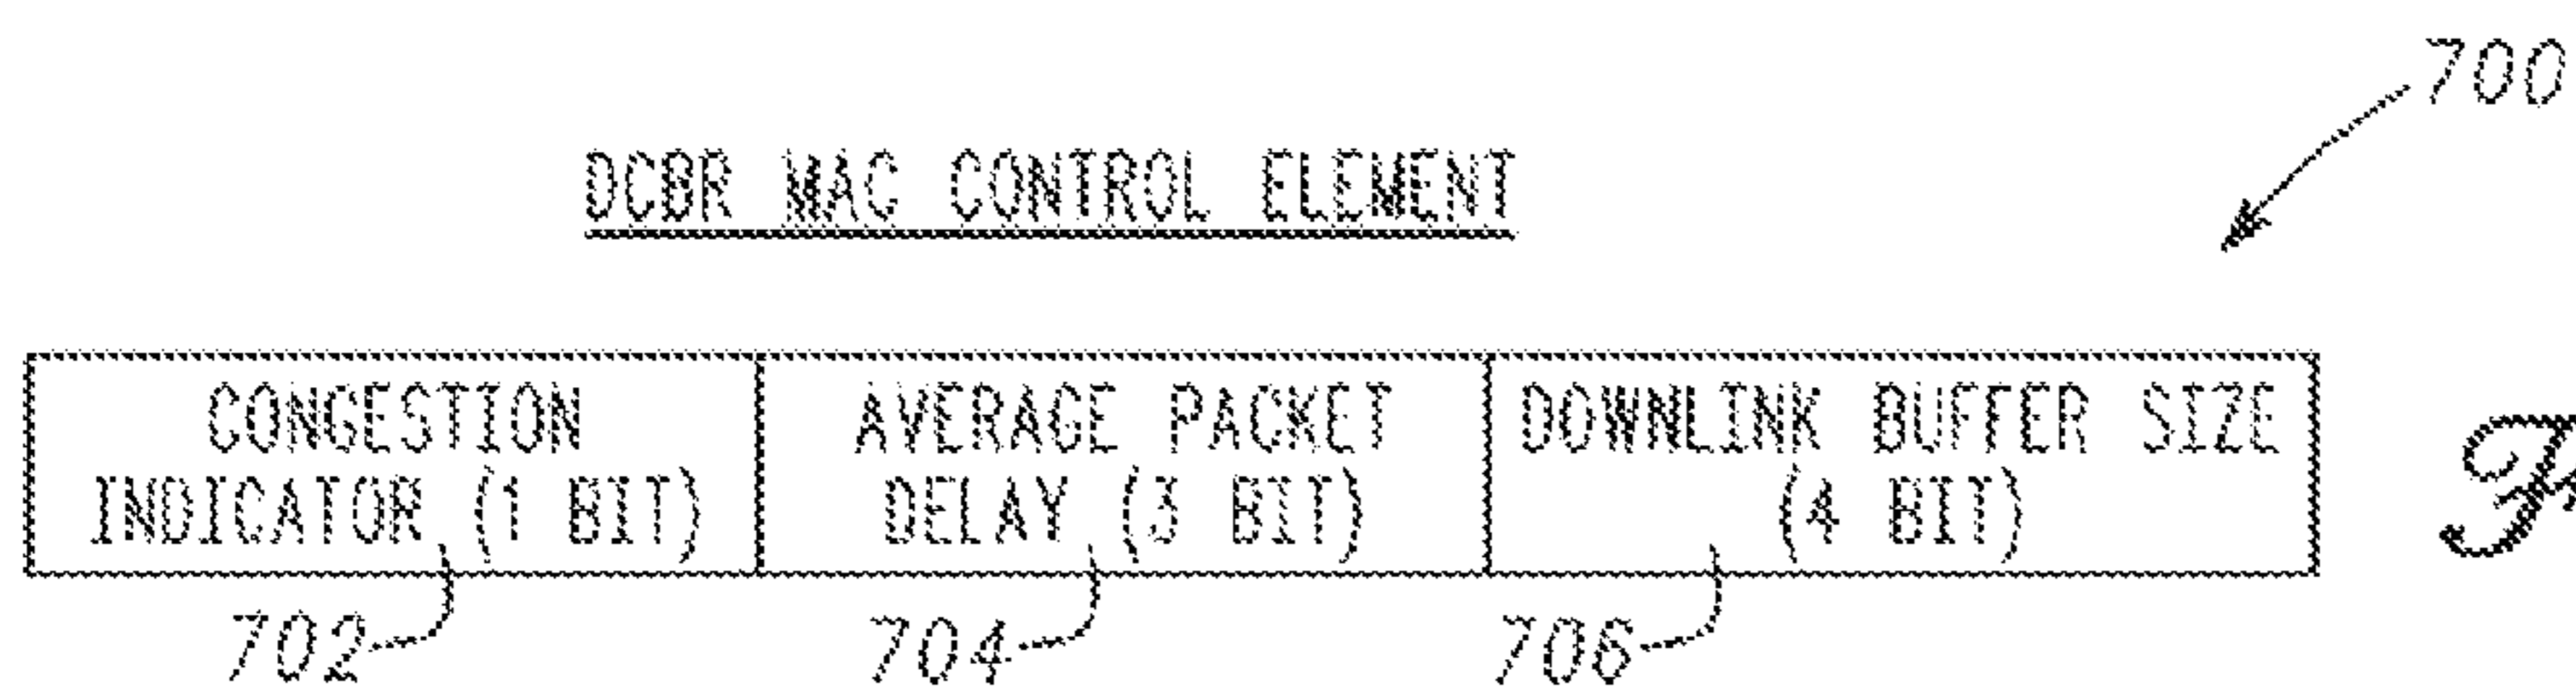 700
DCBR MAC CONTROL ELEMENT
CONGESTION
INDICATOR (1 BIT)
AVERAGE PACKET
DELAY (3 BIT)
DOWNLINK BUFFER SIZE
(4 BIT)
702
704
706